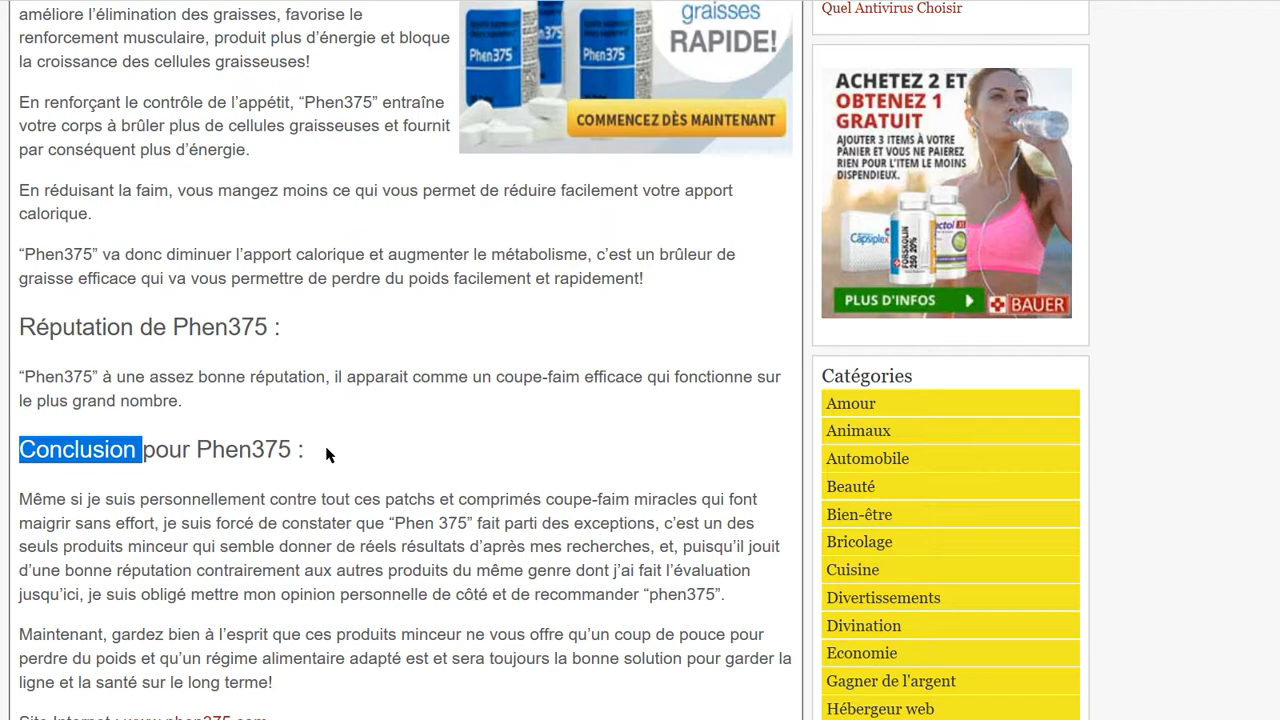 améliore l’élimination des graisses, favorise le
renforcement musculaire, produit plus d’énergie et bloque
la croissance des cellules graisseuses!
En renforçant le contrôle de l’appétit, “Phen375” entraîne
votre corps à brûler plus de cellules graisseuses et fournit
par conséquent plus d’énergie.
graisses
RAPIDE!
Phen375
Phen375
COMMENCEZ DÈS MAINTENANT
En réduisant la faim, vous mangez moins ce qui vous permet de réduire facilement votre apport
calorique.
“Phen375” va donc diminuer l’apport calorique et augmenter le métabolisme, c’est un brûleur de
graisse efficace qui va vous permettre de perdre du poids facilement et rapidement!
Réputation de Phen375 :
“Phen375” à une assez bonne réputation, il apparait comme un coupe-faim efficace qui fonctionne sur
le plus grand nombre.
Conclusion pour Phen375 :
Même si je suis personnellement contre tout ces patchs et comprimés coupe-faim miracles qui font
maigrir sans effort, je suis forcé de constater que “Phen 375” fait parti des exceptions, c’est un des
seuls produits minceur qui semble donner de réels résultats d’après mes recherches, et, puisqu’il jouit
d’une bonne réputation contrairement aux autres produits du même genre dont j’ai fait l’évaluation
jusqu’ici, je suis obligé mettre mon opinion personnelle de côté et de recommander “phen375”.
Maintenant, gardez bien à l’esprit que ces produits minceur ne vous offre qu’un coup de pouce pour
perdre du poids et qu’un régime alimentaire adapté est et sera toujours la bonne solution pour garder la
ligne et la santé sur le long terme!
Site Internet : www.phen375.com
Quel Antivirus Choisir
ACHETEZ 2 ET
OBTENEZ 1
GRATUIT
AJOUTER 3 ITEMS À VOTRE
PANIER ET VOUS NE PAIEREZ
RIEN POUR L'ITEM LE MOINS
DISPENDIEUX.
Capsiplex
FORSKOLIN
250 20%
PLUS D'INFOS
BAUER
Catégories
Amour
Animaux
Automobile
Beauté
Bien-être
Bricolage
Cuisine
Divertissements
Divination
Economie
Gagner de l'argent
Hébergeur web